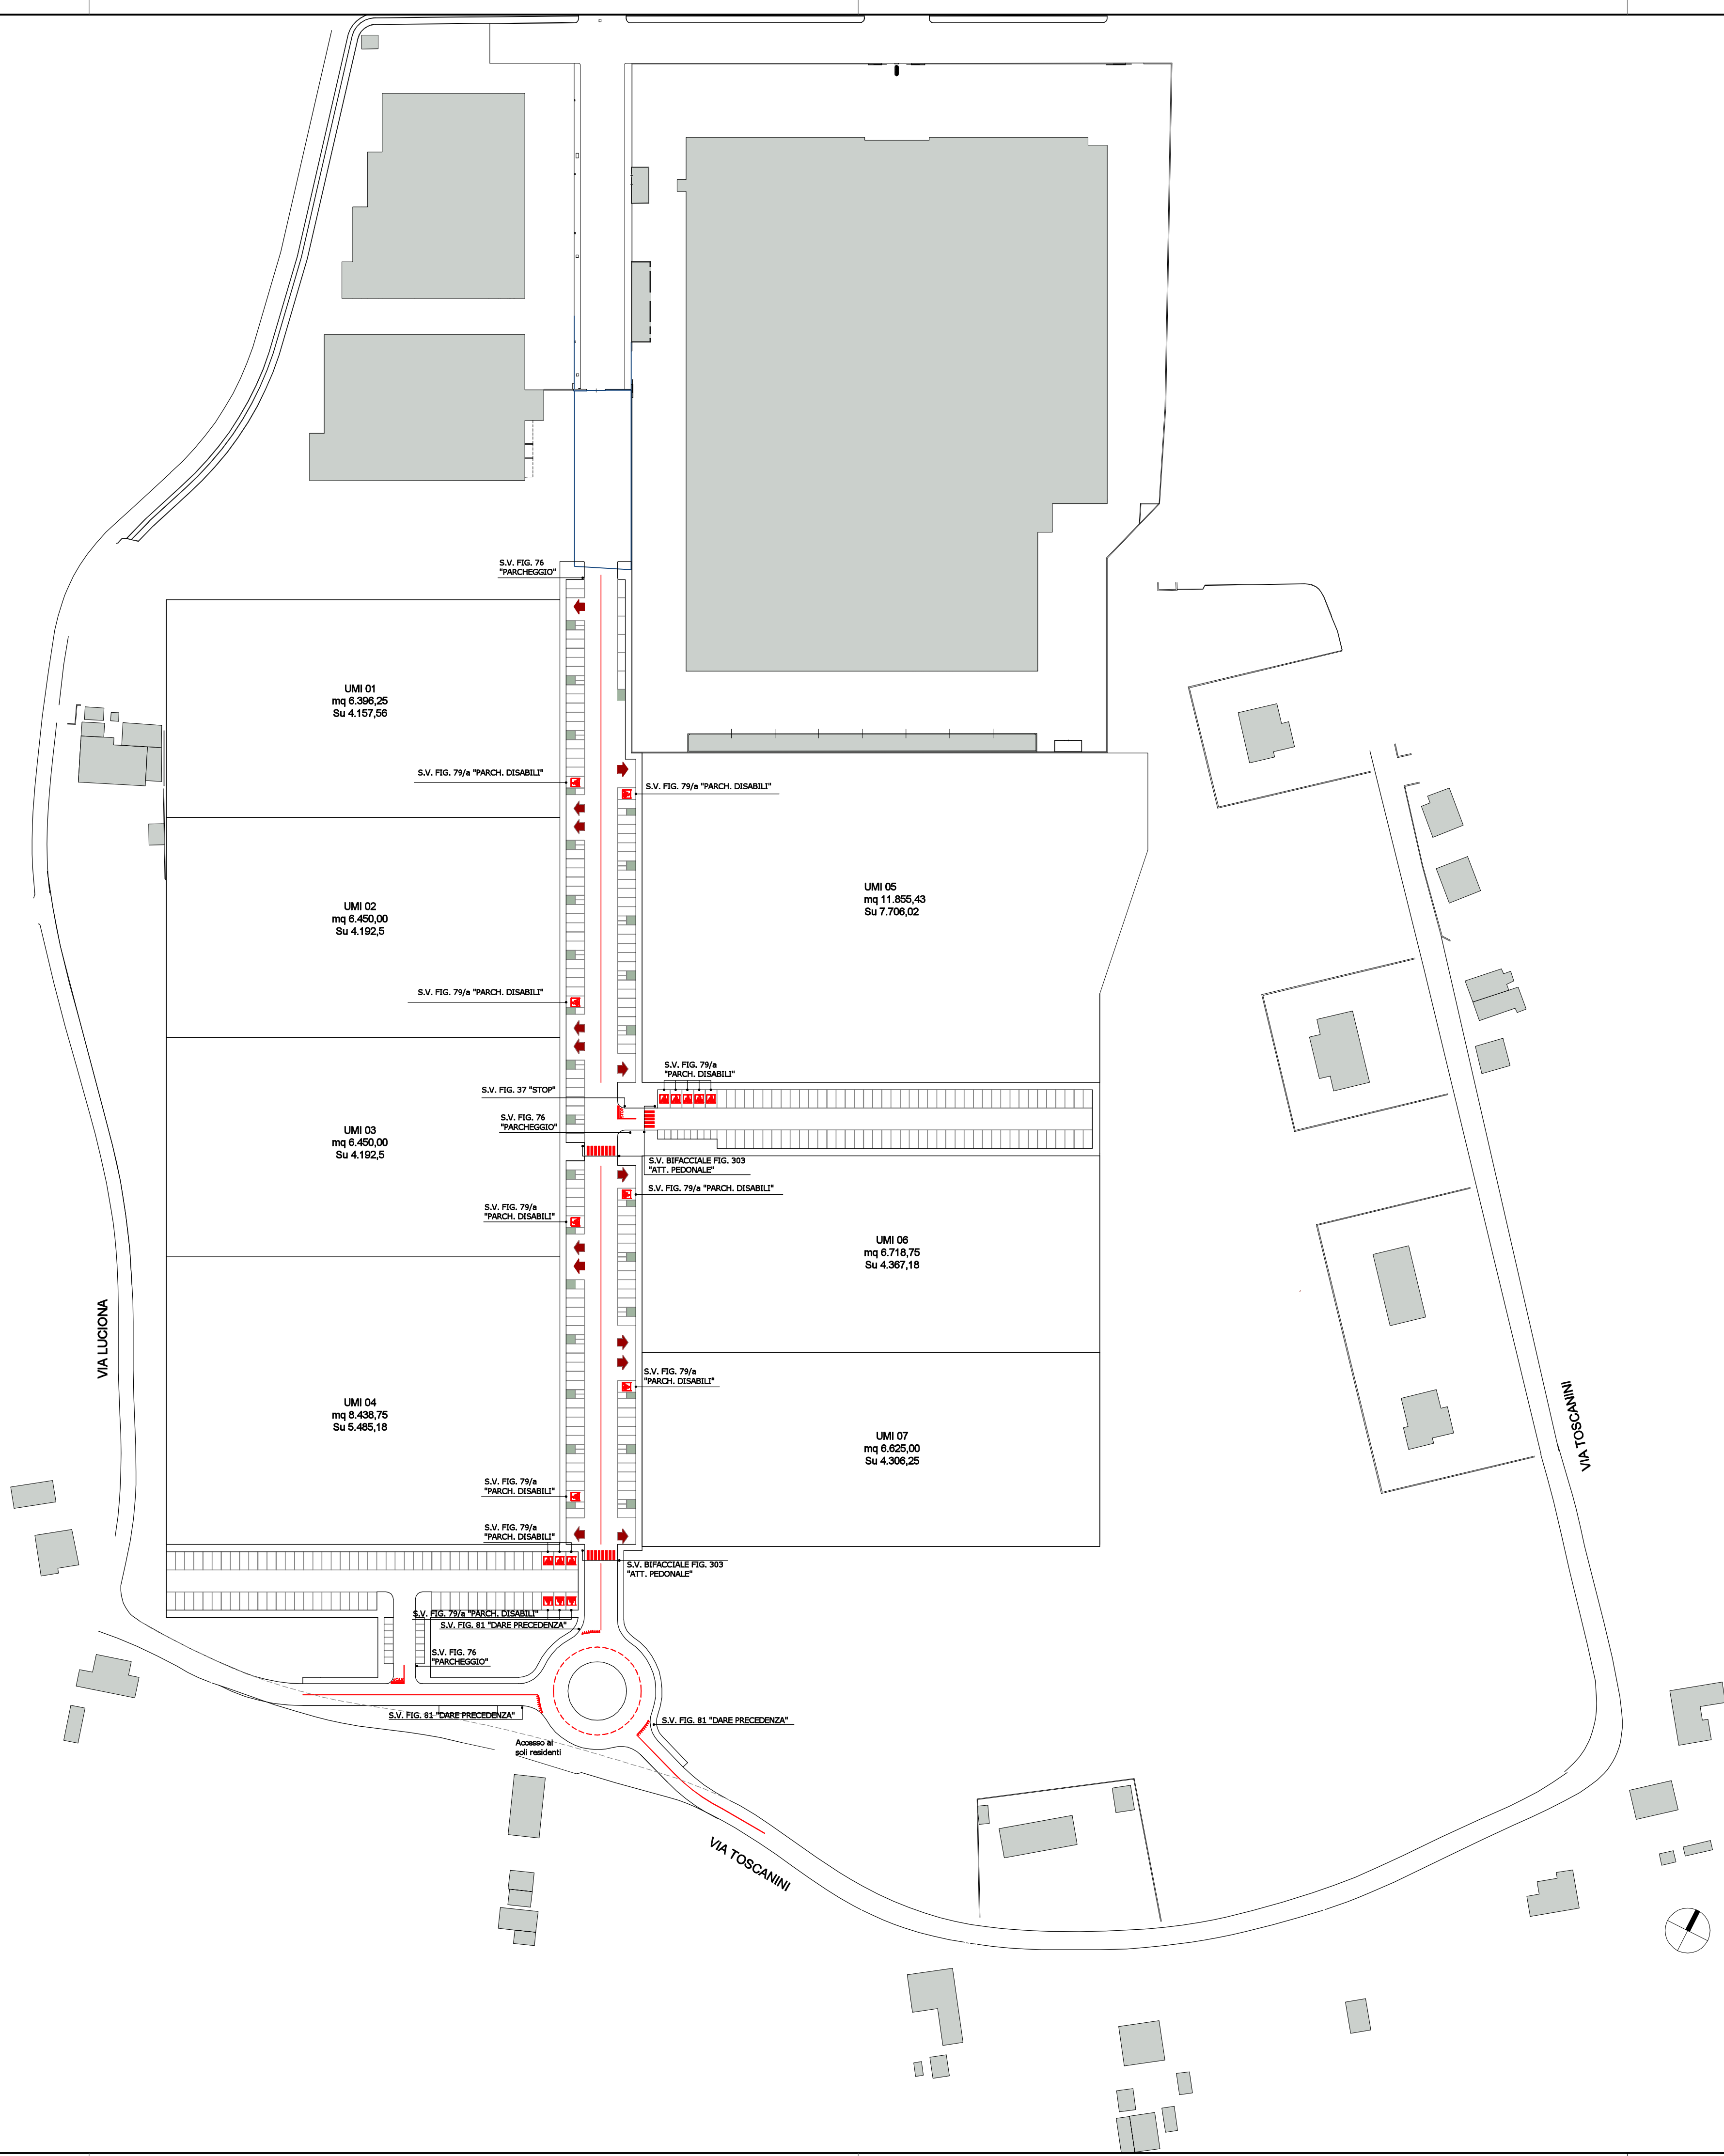 S.V. FIG. 76
"PARCHEGGIO"
UMI 01
mq 6.396,25
Su 4.157,56
S.V. FIG. 79/a "PARCH. DISABILI"
S.V. FIG. 79/a "PARCH. DISABILI"
UMI 02
mq 6.450,00
Su 4.192,5
UMI 05
mq 11.855,43
Su 7.706,02
S.V. FIG. 79/a "PARCH. DISABILI"
S.V. FIG. 79/a
"PARCH. DISABILI"
S.V. FIG. 37 "STOP"
S.V. FIG. 76
"PARCHEGGIO"
UMI 03
mq 6.450,00
Su 4.192,5
S.V. BIFACCIALE FIG. 303
"ATT. PEDONALE"
S.V. FIG. 79/a "PARCH. DISABILI"
S.V. FIG. 79/a
"PARCH. DISABILI"
UMI 06
mq 6.718,75
Su 4.367,18
VIA LUCIONA
S.V. FIG. 79/a
"PARCH. DISABILI"
UMI 04
mq 8.438,75
Su 5.485,18
VIA TOSCANINI
UMI 07
mq 6.625,00
Su 4.306,25
S.V. FIG. 79/a
"PARCH. DISABILI"
S.V. FIG. 79/a
"PARCH. DISABILI"
S.V. BIFACCIALE FIG. 303
"ATT. PEDONALE"
S.V. FIG. 79/a "PARCH. DISABILI"
S.V. FIG. 81 "DARE PRECEDENZA"
S.V. FIG. 76
"PARCHEGGIO"
S.V. FIG. 81 "DARE PRECEDENZA"
S.V. FIG. 81 "DARE PRECEDENZA"
Accesso ai
soli residenti
VIA TOSCANINI